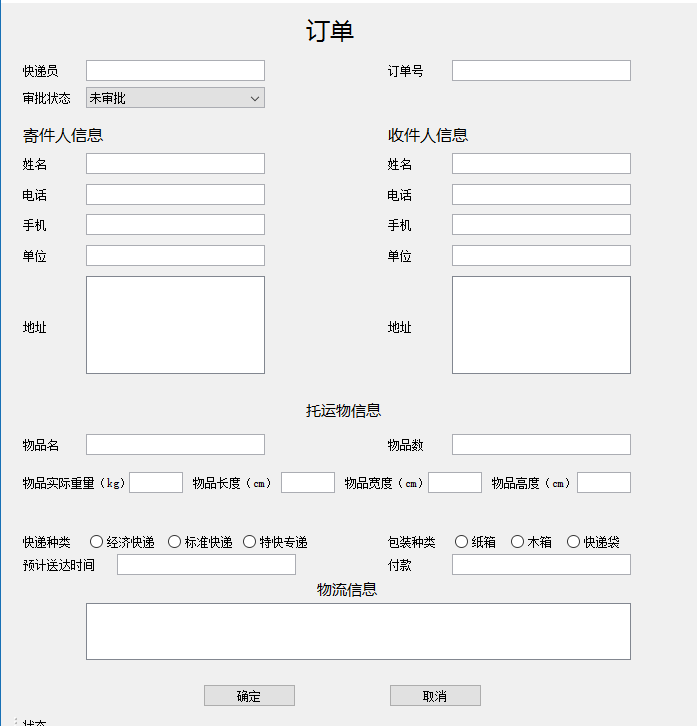 订单
快递员 订单号
审批状态 未审批
寄件人信息 收件人信息
姓名 姓名
电话 电话
手机 手机
单位 单位
地址 地址
托运物信息
物品名 物品数
物品实际重量（kg） 物品长度（cm） 物品宽度（cm） 物品高度（cm）
快递种类 经济快递 标准快递 特快专递 包装种类 纸箱 木箱 快递袋
预计送达时间 付款
物流信息
确定 取消
状态